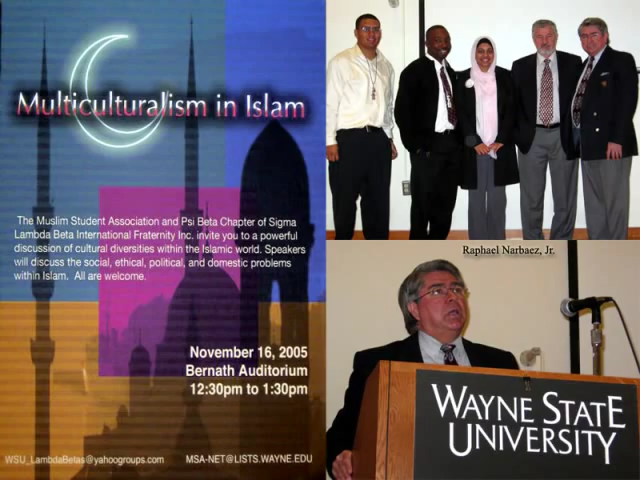 Multiculturalism in Islam
The Muslim Student Association and Psi Beta Chapter of Sigma
Lambda Beta International Fraternity Inc. invite you to a powerful
discussion of cultural diversities within the Islamic world. Speakers
will discuss the social, ethical, political, and domestic problems
within Islam. All are welcome.
November 16, 2005
Bernath Auditorium
12:30pm to 1:30pm
WSU_LambdaBetas@yahoogroups.com
MSA-NET@LISTS.WAYNE.EDU
Raphael Narbaez, Jr.
WAYNE STATE
UNIVERSITY